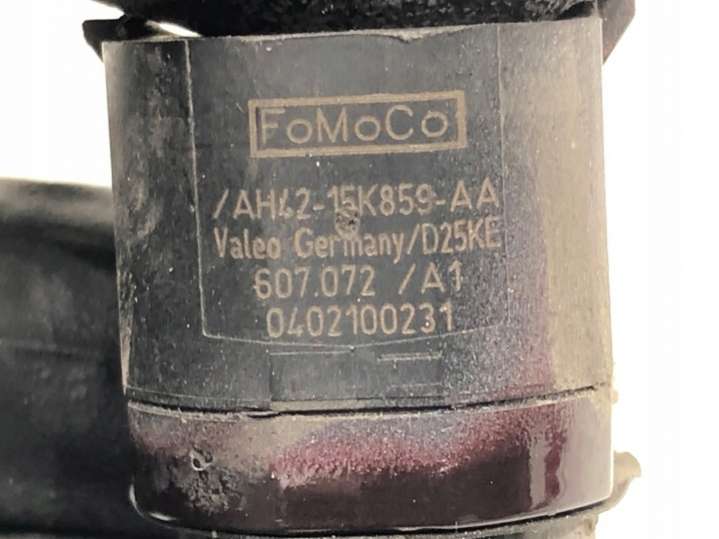 FoMoCo
/AH42-15K859-AA
Valeo Germany/D25KE
607.072 /A1
0402100231